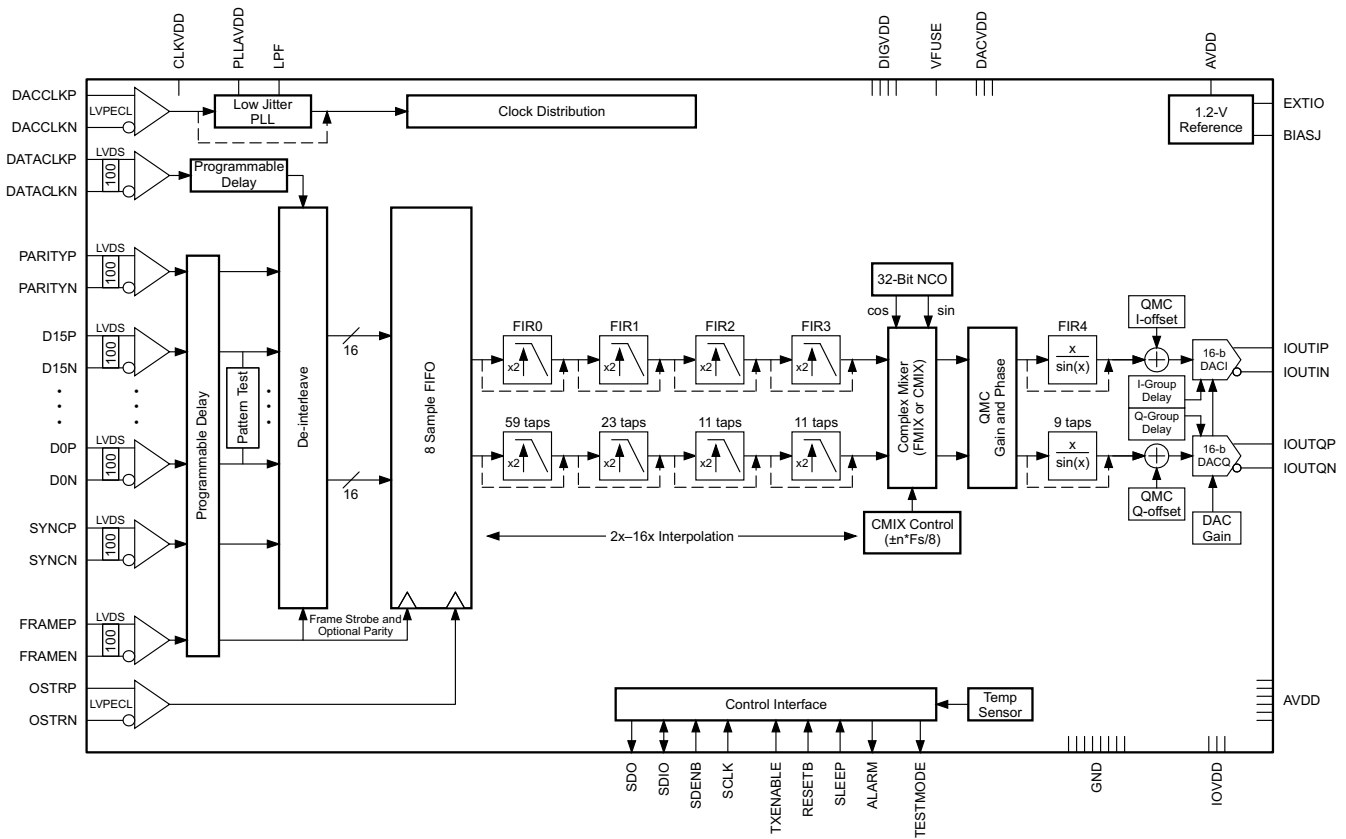 CLKVDD
PLLAVDD
LPF
DIGVDD
VFUSE
DACVDD
AVDD
DACCLKP
LVPECL
DACCLKN
Low Jitter
PLL
Clock Distribution
1.2-V
Reference
EXTIO
BIASJ
DATACLKP
LVDS
100
DATACLKN
Programmable
Delay
PARITYP
LVDS
100
PARITYN
D15P
LVDS
100
D15N
D0P
LVDS
100
D0N
SYNCP
LVDS
100
SYNCN
FRAMEP
LVDS
100
FRAMEN
OSTRP
LVPECL
OSTRN
Programmable Delay
Pattern Test
De-interleave
16
16
8 Sample FIFO
Frame Strobe and
Optional Parity
FIR0
FIR1
FIR2
FIR3
x2
x2
x2
x2
59 taps
23 taps
11 taps
11 taps
x2
x2
x2
x2
2x–16x Interpolation
32-Bit NCO
cos
sin
Complex Mixer
(FMIX or CMIX)
CMIX Control
(±n*Fs/8)
QMC
Gain and Phase
FIR4
x
sin(x)
9 taps
x
sin(x)
QMC
I-offset
16-b
DACI
I-Group
Delay
Q-Group
Delay
16-b
DACQ
QMC
Q-offset
DAC
Gain
IOUTIP
IOUTIN
IOUTQP
IOUTQN
AVDD
Control Interface
Temp
Sensor
SDO
SDIO
SDENB
SCLK
TXENABLE
RESETB
SLEEP
ALARM
TESTMODE
GND
IOVDD